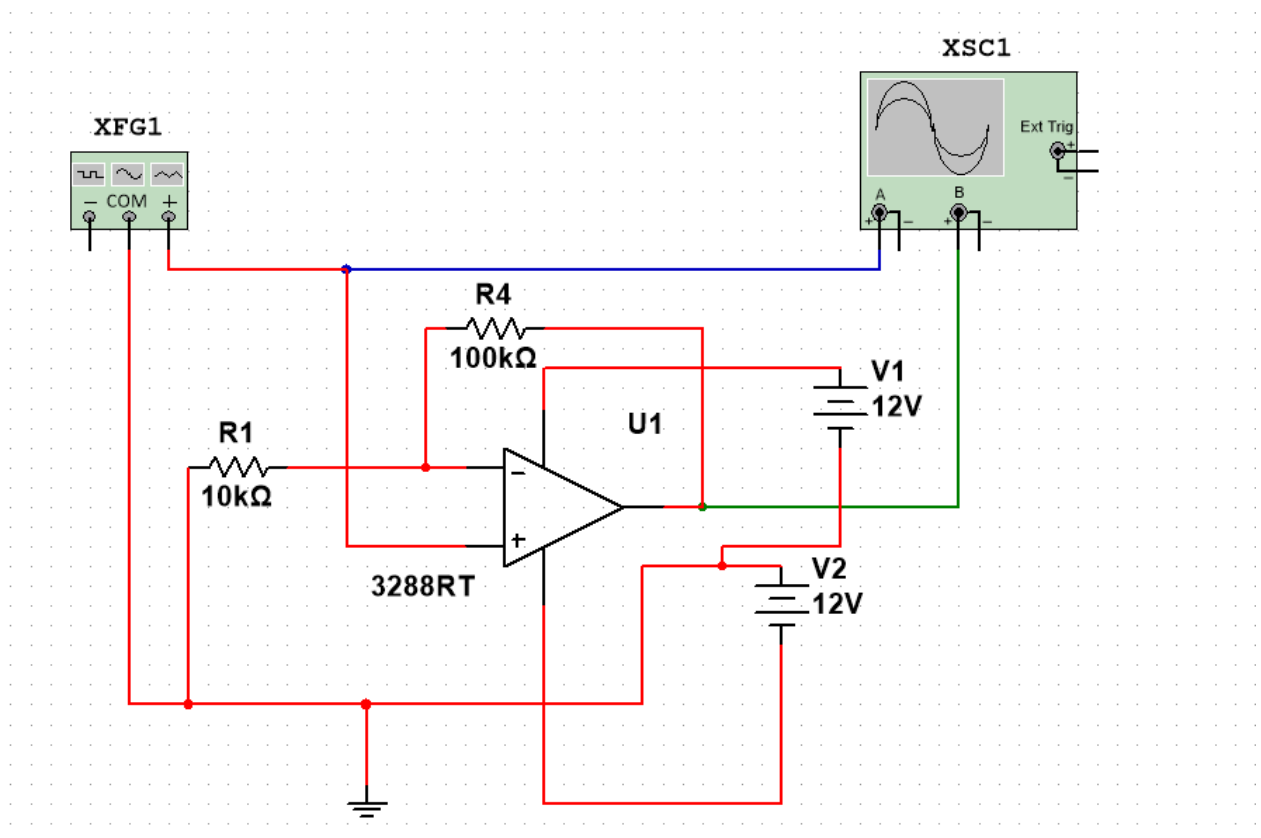 XSC1
XFG1
Ext Trig
+
−
− COM +
A
B
+ −
+ −
R4
100kΩ
V1
12V
U1
R1
10kΩ
−
+
3288RT
V2
12V